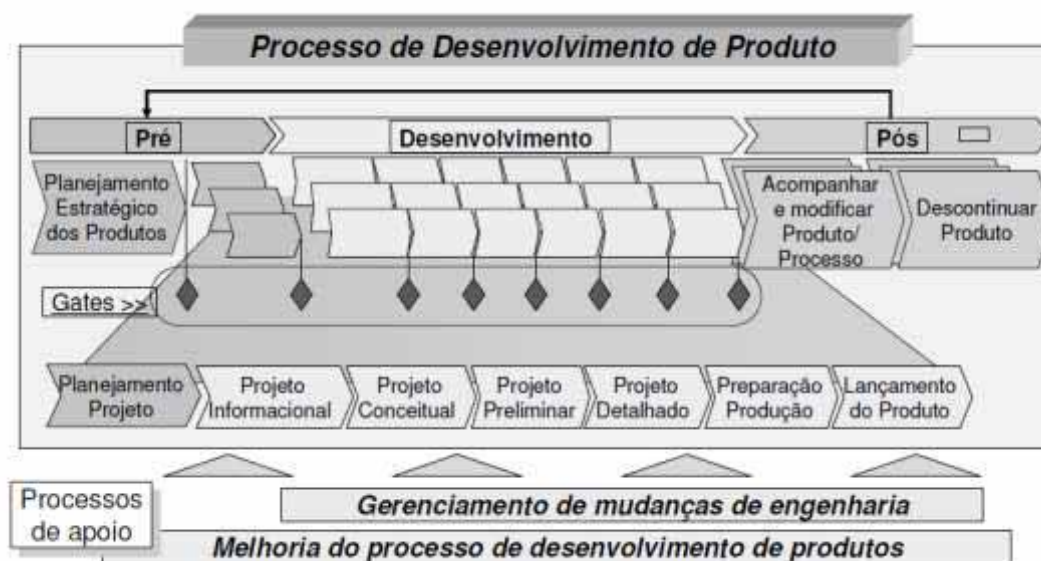 Processo de Desenvolvimento de Produto
Pré
Desenvolvimento
Pós
Planejamento
Estratégico
dos Produtos
Acompanhar
e modificar
Produto/
Processo
Descontinuar
Produto
Gates >>
Planejamento
Projeto
Projeto
Informacional
Projeto
Conceitual
Projeto
Preliminar
Projeto
Detalhado
Preparação
Produção
Lançamento
do Produto
Processos
de apoio
Gerenciamento de mudanças de engenharia
Melhoria do processo de desenvolvimento de produtos